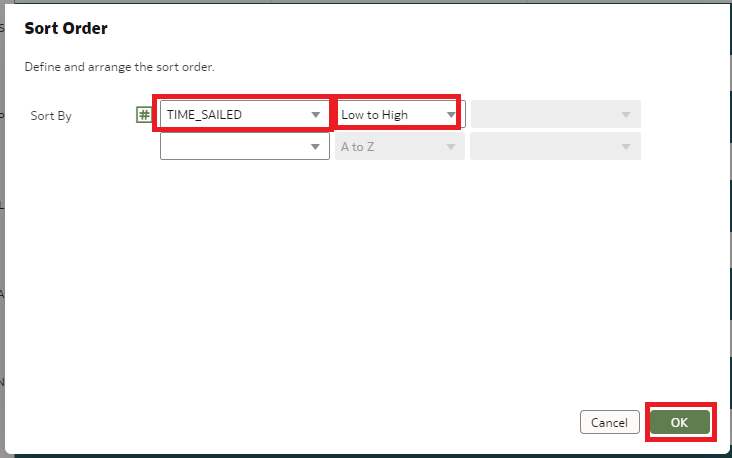 Sort Order
Define and arrange the sort order.
Sort By # TIME_SAILED Low to High
A to Z
Cancel OK